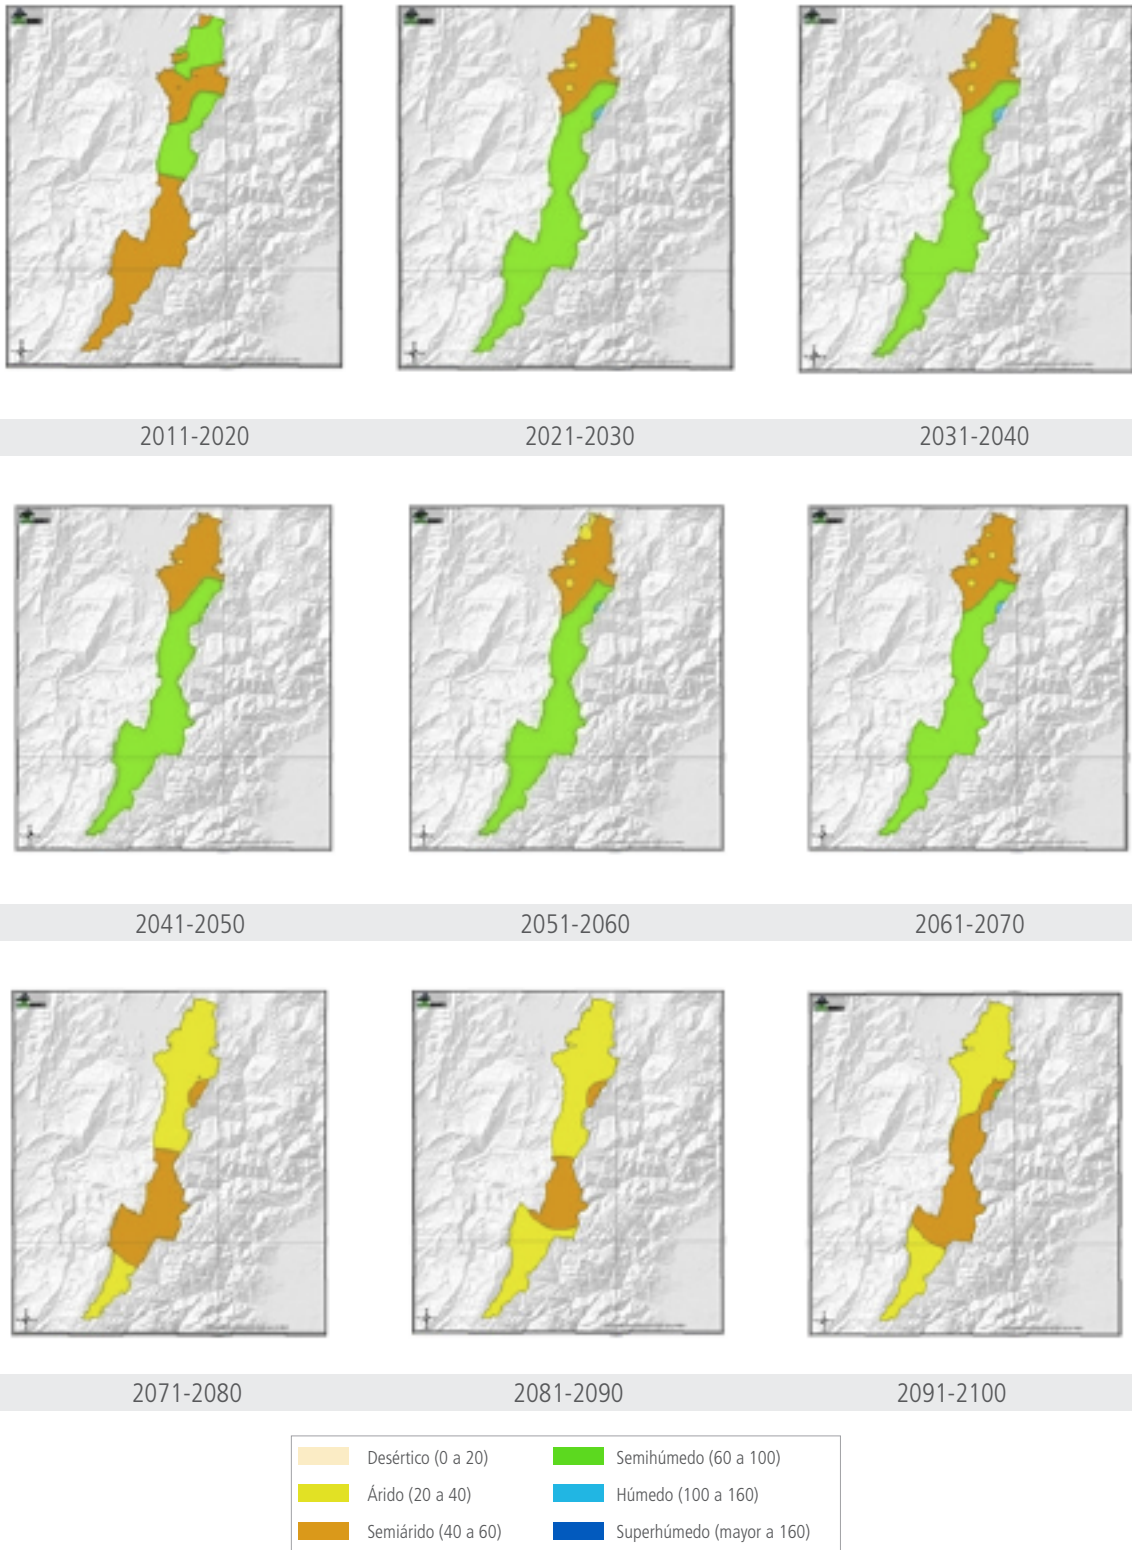 2011-2020
2021-2030
2031-2040
2041-2050
2051-2060
2061-2070
2071-2080
2081-2090
2091-2100
Desértico (0 a 20)
Semihúmedo (60 a 100)
Árido (20 a 40)
Húmedo (100 a 160)
Semiárido (40 a 60)
Superhúmedo (mayor a 160)